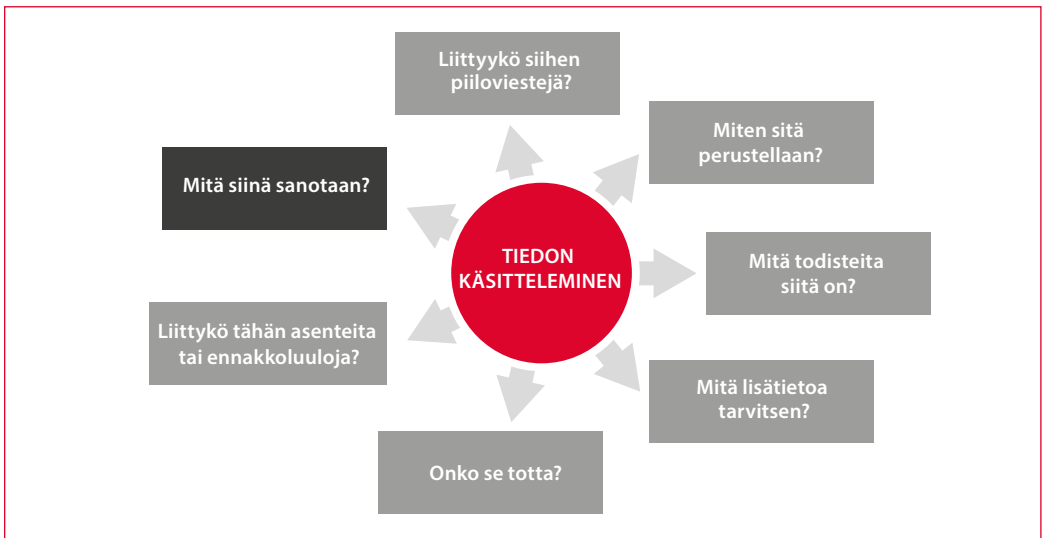 Liittyykö siihen
piiloviestejä?
Miten sitä
perustellaan?
Mitä siinä sanotaan?
TIEDON
KÄSITTELEMINEN
Mitä todisteita
siitä on?
Liittykö tähän asenteita
tai ennakkoluuloja?
Mitä lisätietoa
tarvitsen?
Onko se totta?